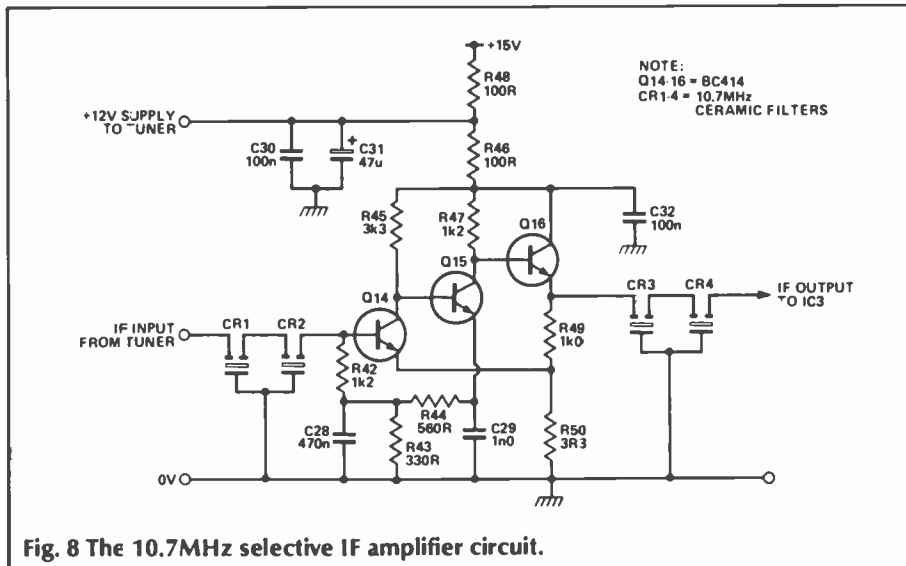 +15V
R48
100R
NOTE:
Q14-16 = BC414
CR1-4 = 10.7MHz
CERAMIC FILTERS
+12V SUPPLY
TO TUNER
C30
100n
+
C31
47u
R46
100R
R45
3k3
R47
1k2
Q16
C32
100n
Q15
Q14
CR3
CR4
IF OUTPUT
TO IC3
IF INPUT
FROM TUNER
CR1
CR2
R49
1k0
R42
1k2
R44
560R
C28
470n
R43
330R
C29
1n0
R50
3R3
0V
Fig. 8 The 10.7MHz selective IF amplifier circuit.